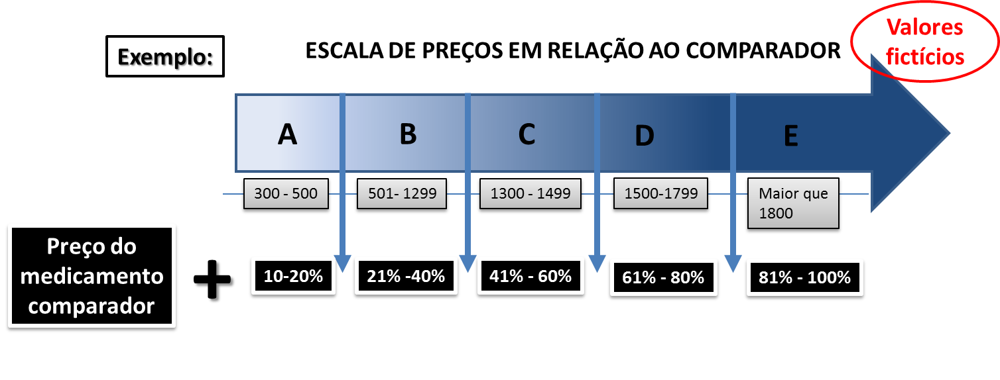 Exemplo:
ESCALA DE PREÇOS EM RELAÇÃO AO COMPARADOR
Valores
fictícios
A
B
C
D
E
300 - 500
501- 1299
1300 - 1499
1500-1799
Maior que
1800
Preço do
medicamento
comparador
+
10-20%
21% -40%
41% - 60%
61% - 80%
81% - 100%